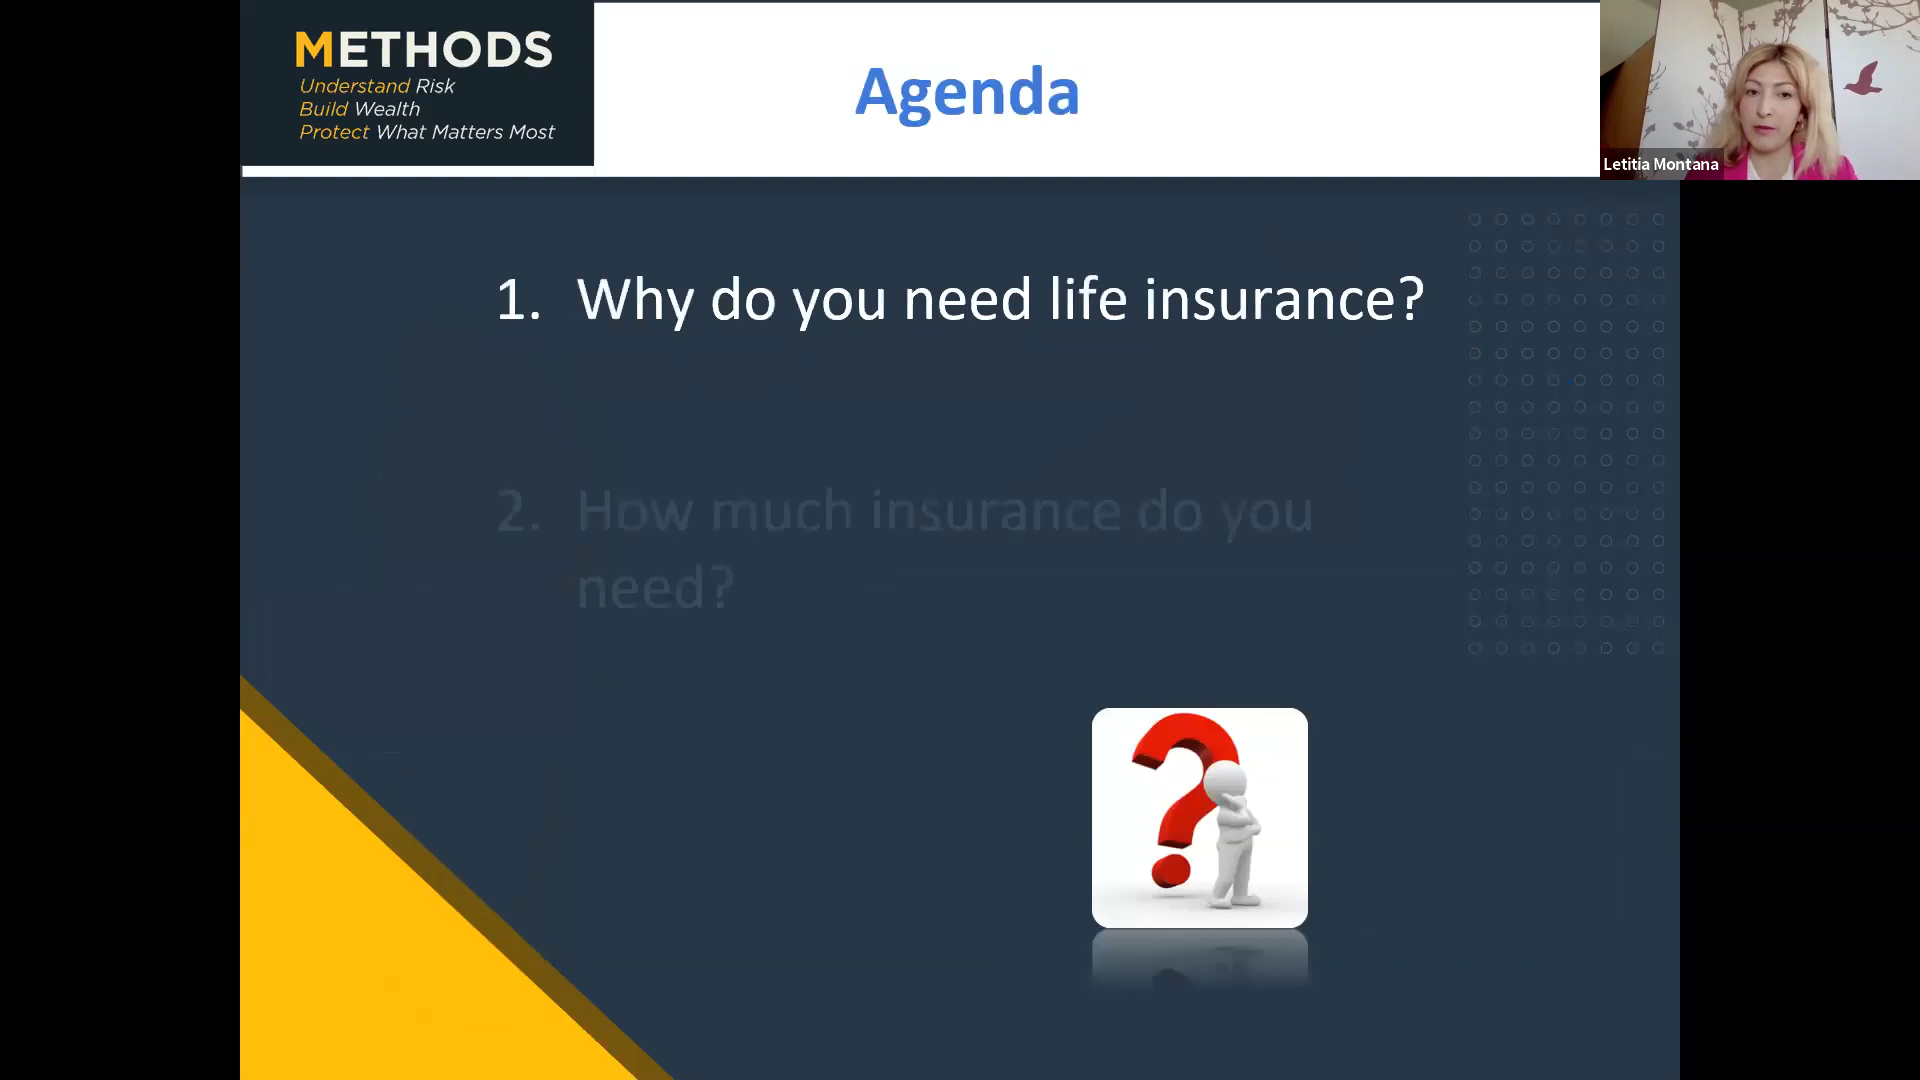 METHODS
Understand Risk
Build Wealth
Protect What Matters Most
Agenda
Letitia Montana
1. Why do you need life insurance?
2. How much insurance do you
need?